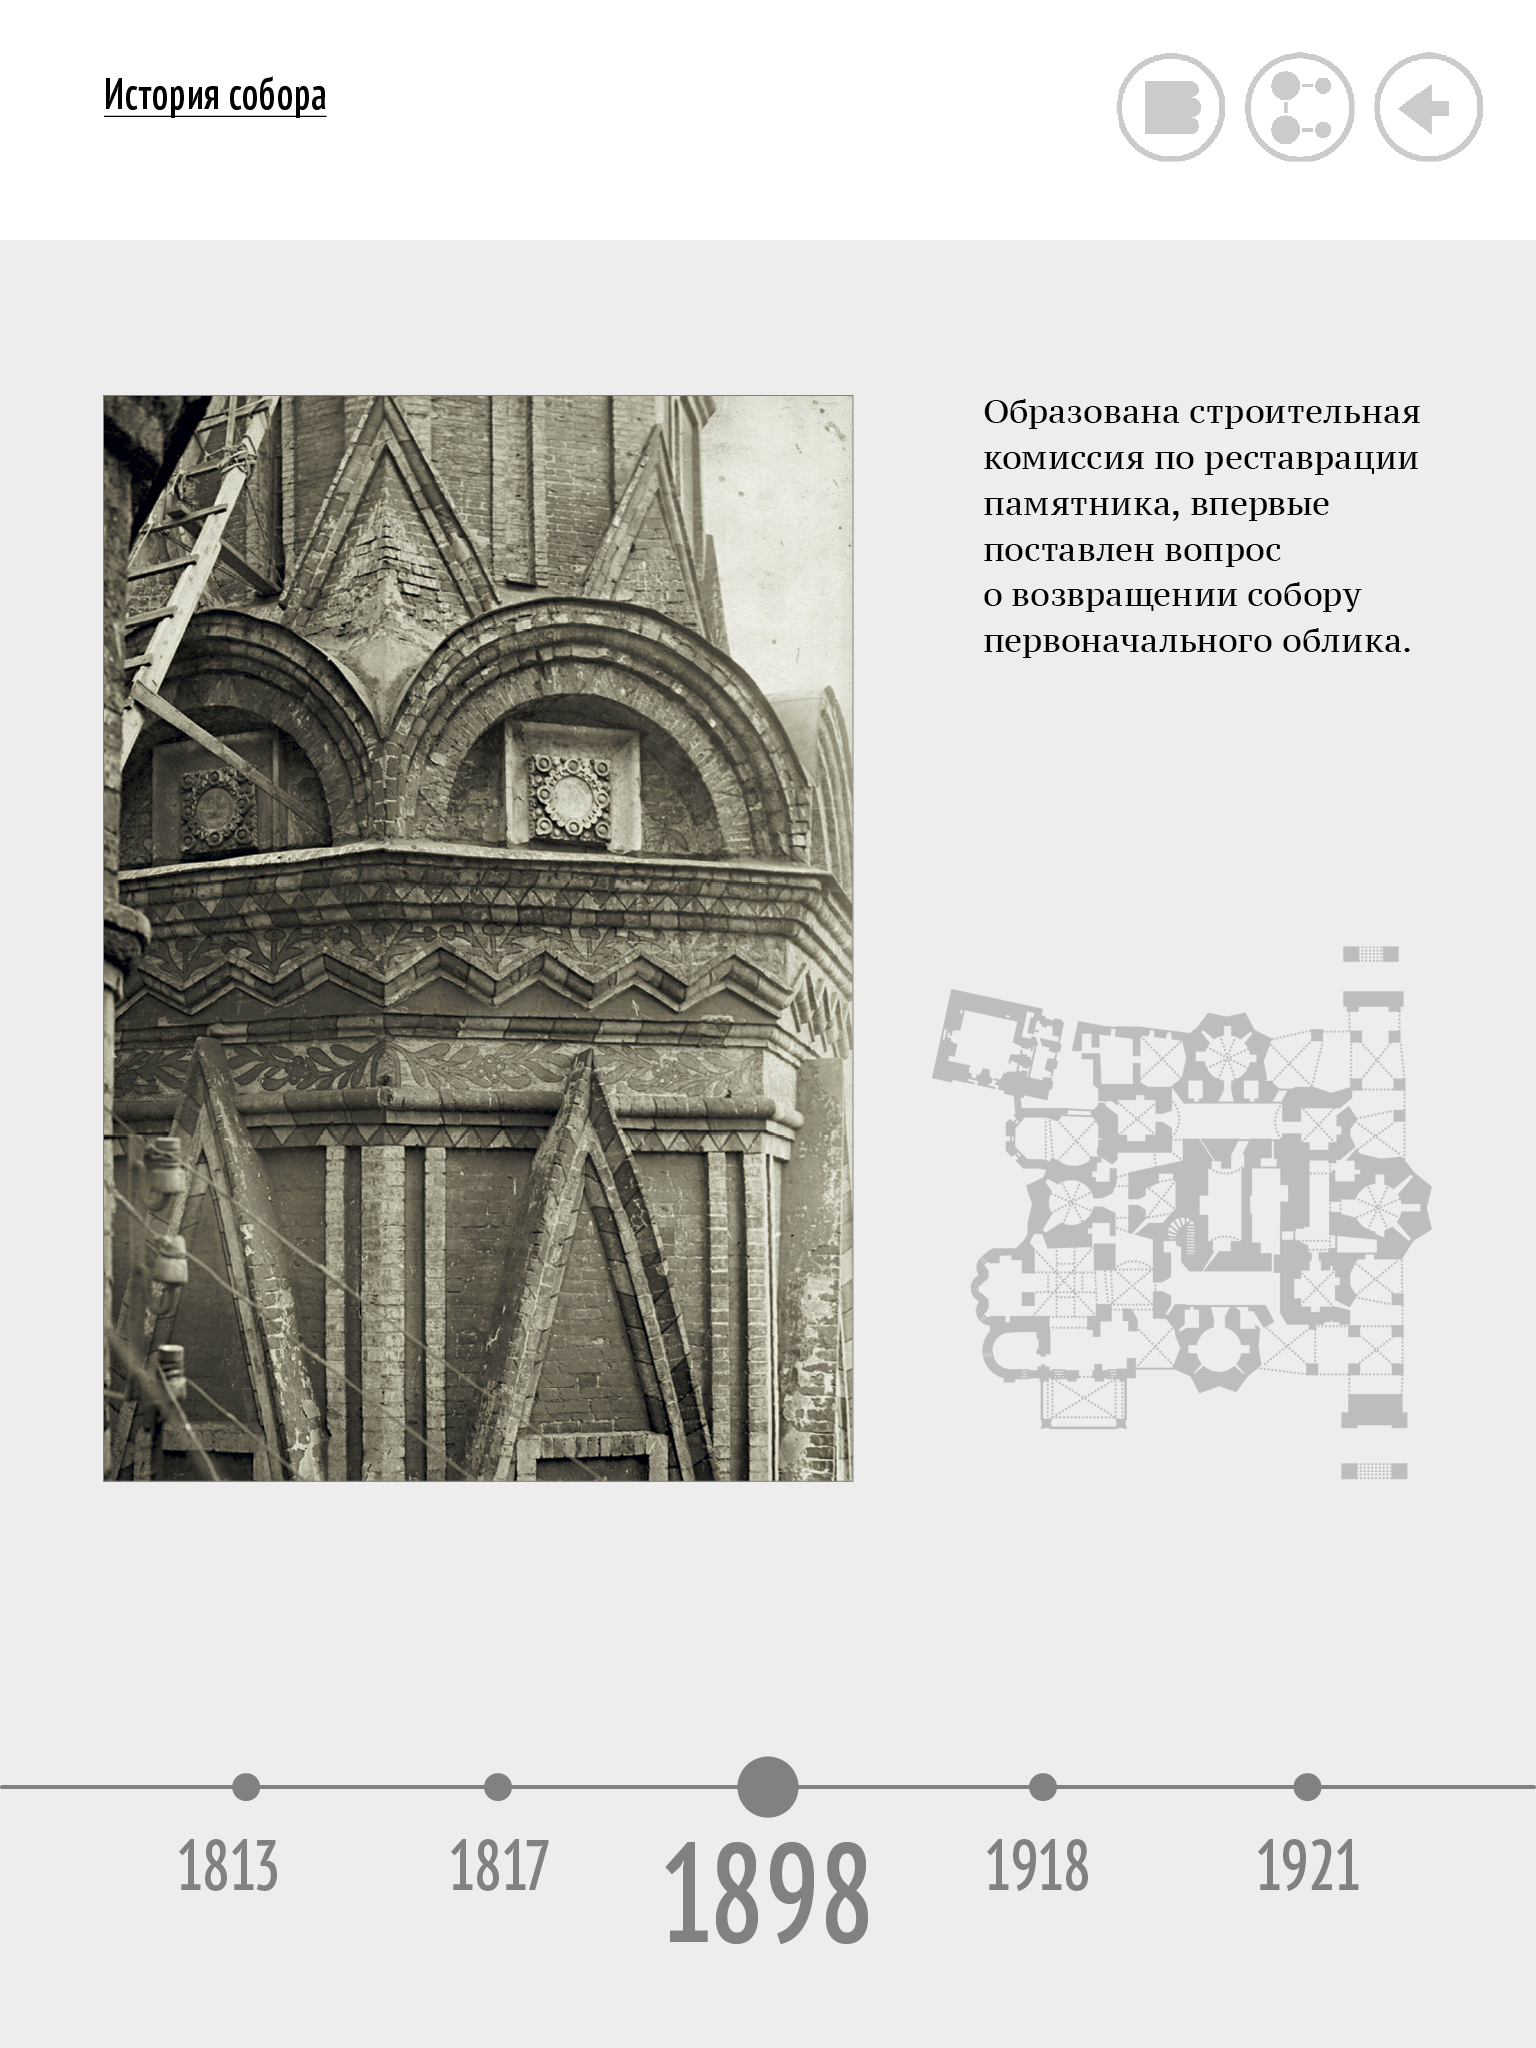 История собора
Образована строительная
комиссия по реставрации
памятника, впервые
поставлен вопрос
о возвращении собору
первоначального облика.
1813
1817
1898
1918
1921